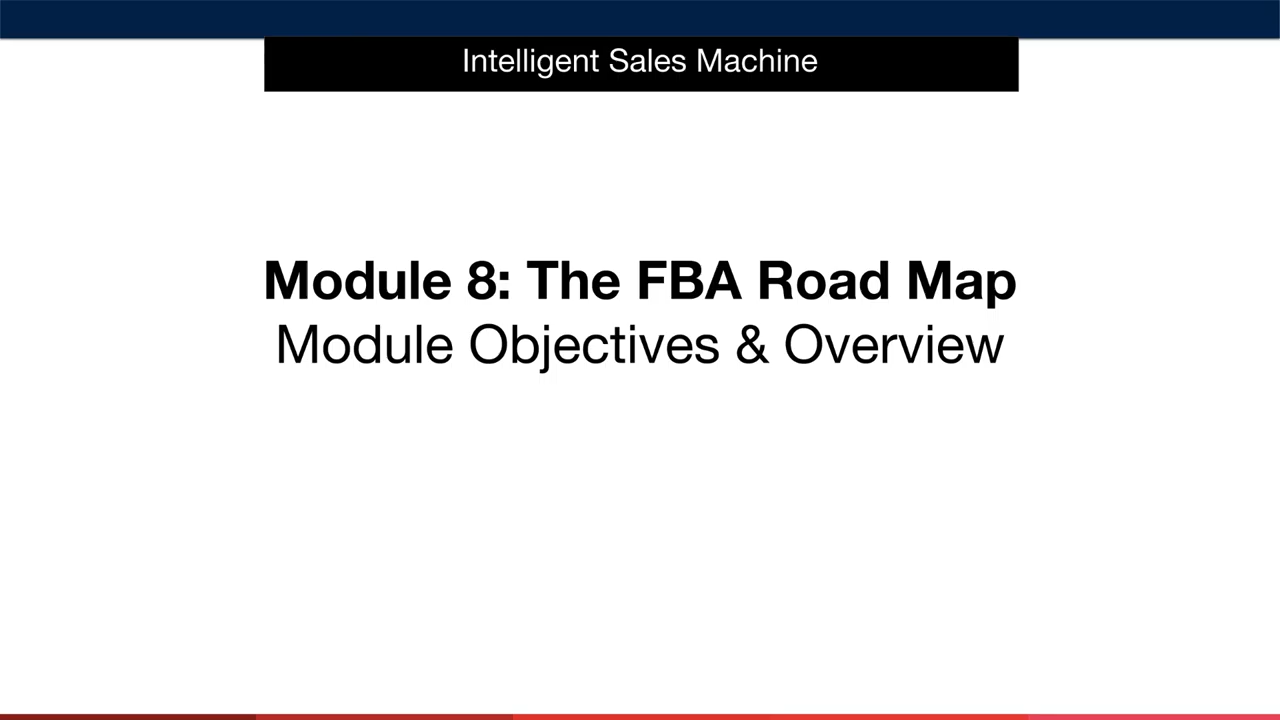 Intelligent Sales Machine
Module 8: The FBA Road Map
Module Objectives & Overview